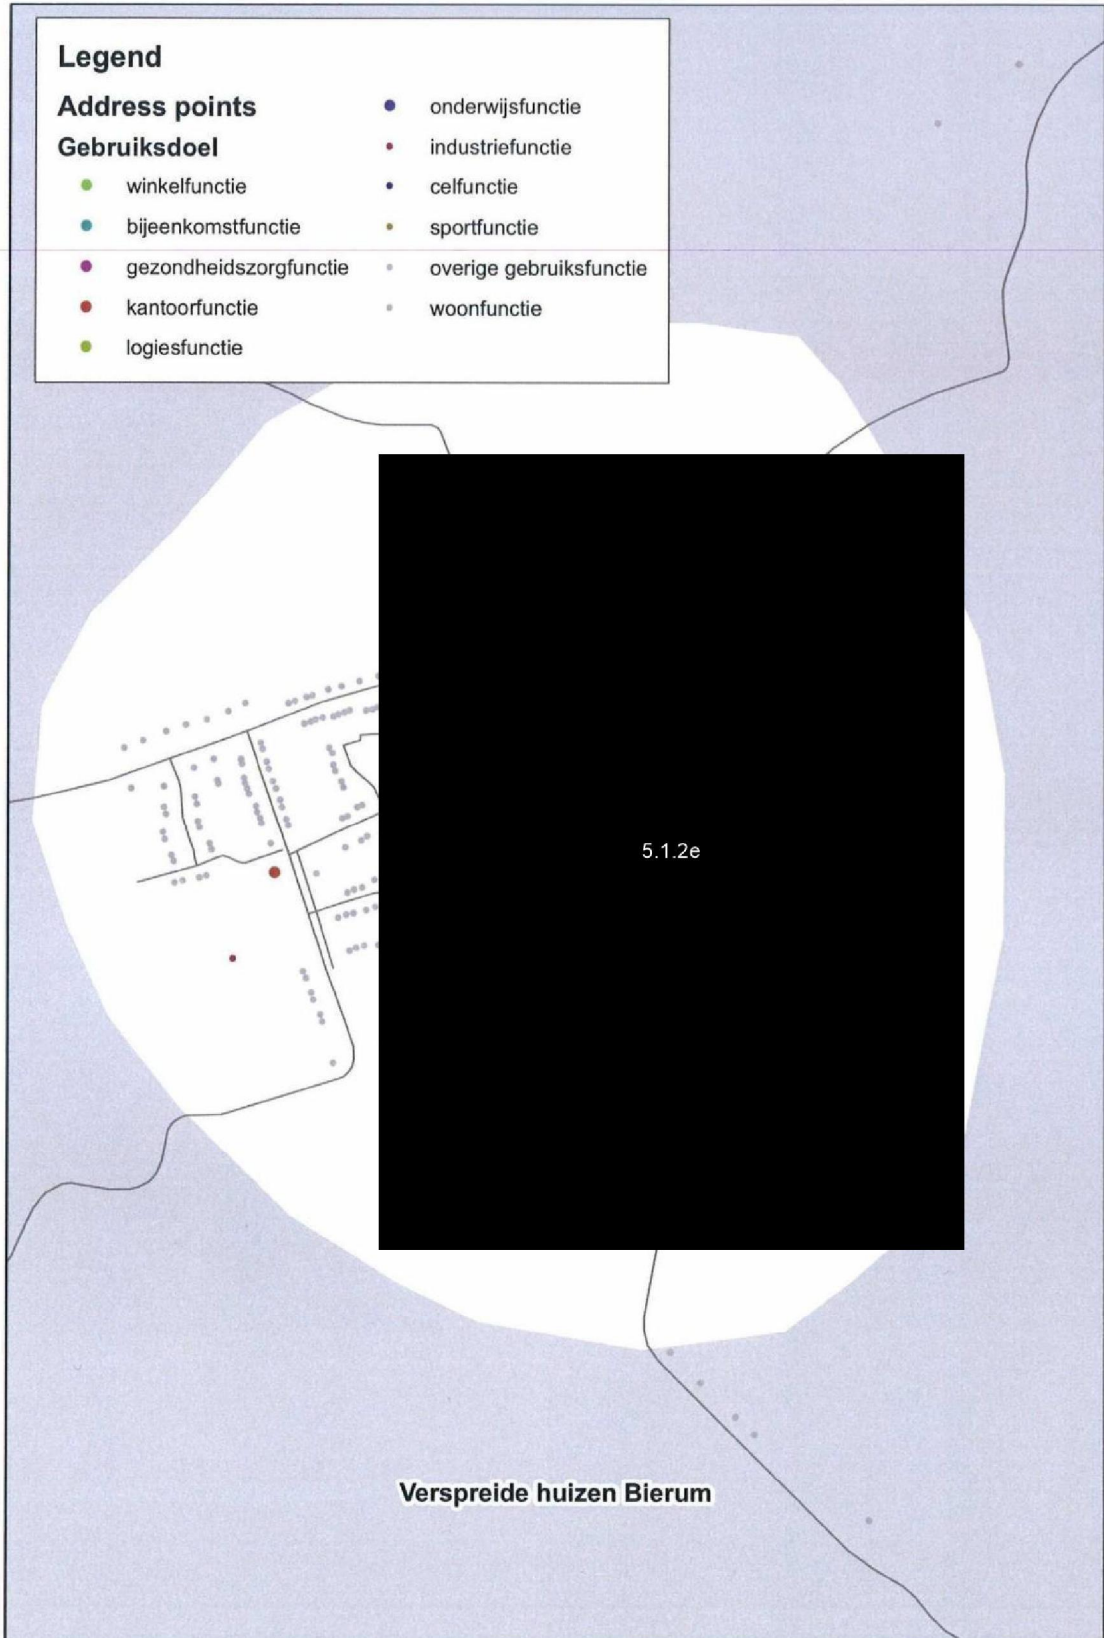 Legend
Address points
Gebruiksdoel
winkelfunctie
bijeenkomstfunctie
gezondheidszorgfunctie
kantoorfunctie
logiesfunctie
onderwijsfunctie
industriefunctie
celfunctie
sportfunctie
overige gebruiksfunctie
woonfunctie
5.1.2e
Verspreide huizen Bierum